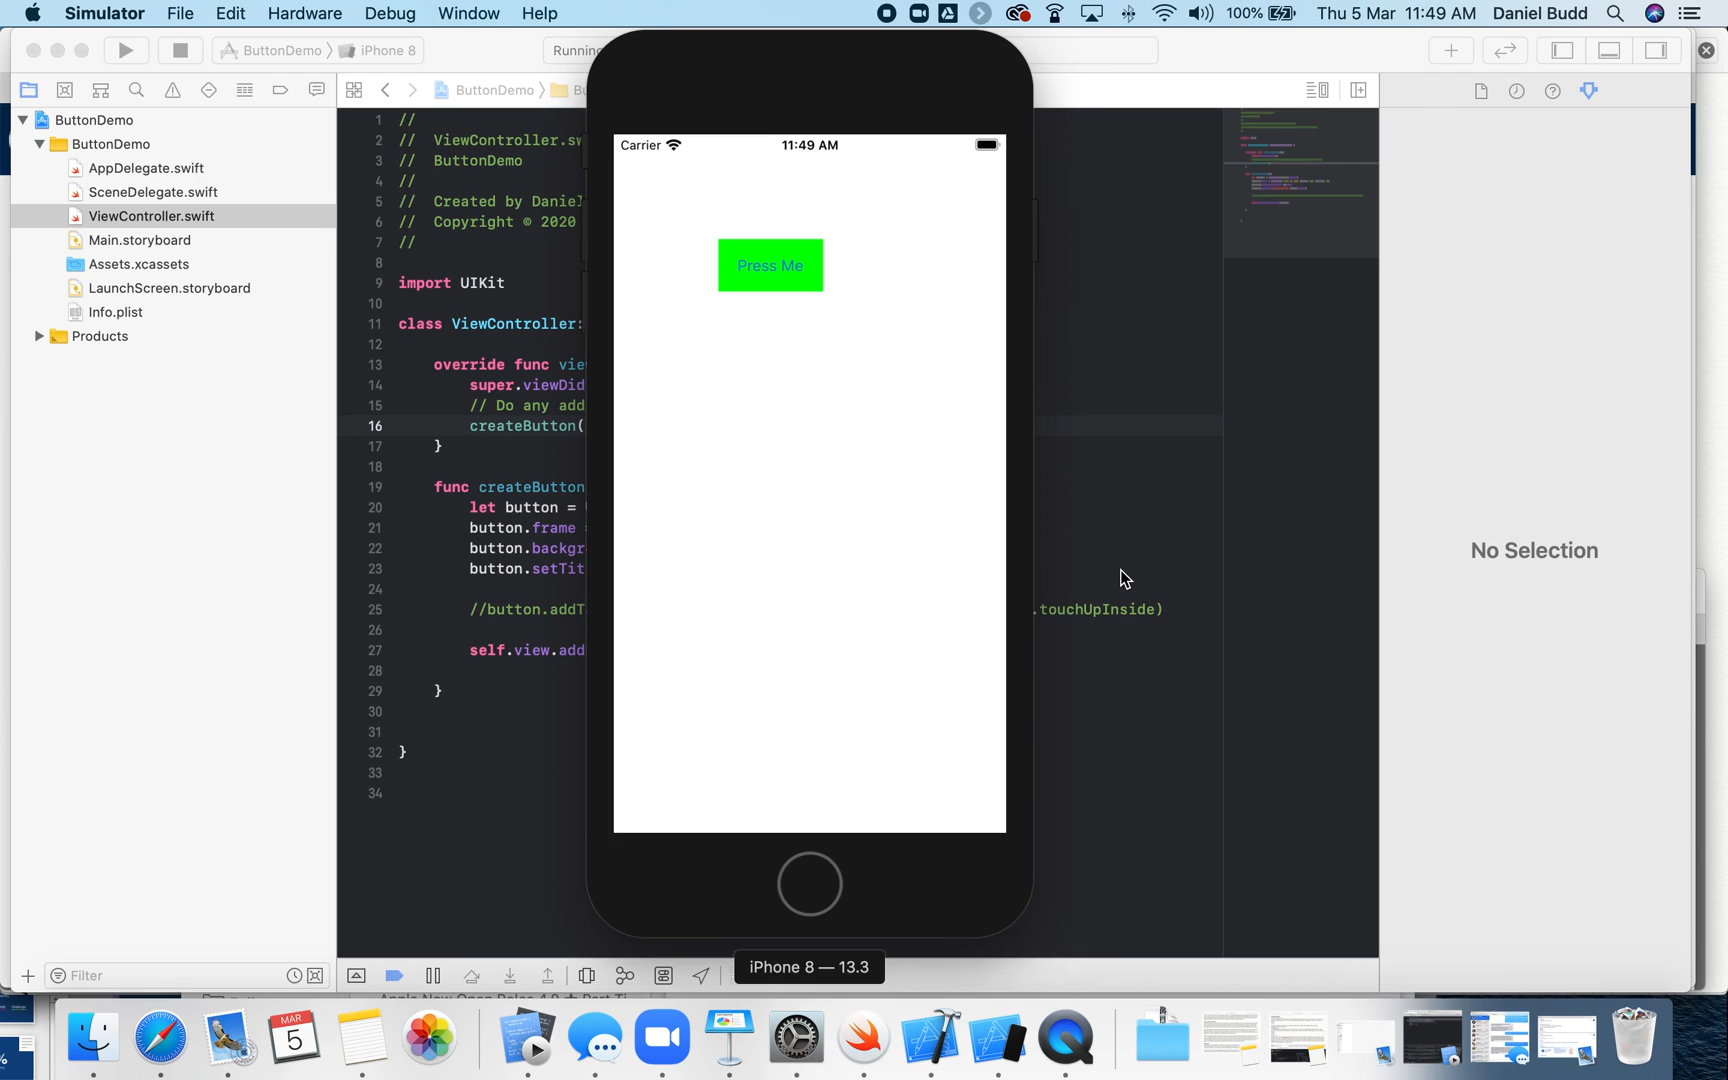 Simulator File Edit Hardware Debug Window Help 100% Thu 5 Mar 11:49 AM Daniel Budd
ButtonDemo iPhone 8 Running
ButtonDemo
ButtonDemo
ButtonDemo
AppDelegate.swift
SceneDelegate.swift
ViewController.swift
Main.storyboard
Assets.xcassets
LaunchScreen.storyboard
Info.plist
Products
1 //
2 // ViewController.sw
3 // ButtonDemo
4 //
5 // Created by Daniel
6 // Copyright © 2020
7 //
8
9 import UIKit
10
11 class ViewController:
12
13 override func vie
14 super.viewDid
15 // Do any add
16 createButton(
17 }
18
19 func createButton
20 let button =
21 button.frame =
22 button.backgr
23 button.setTit
24
25 //button.addT .touchUpInside)
26
27 self.view.add
28
29 }
30
31
32 }
33
34
Carrier 11:49 AM
Press Me
No Selection
Filter
iPhone 8 — 13.3
MAR
5